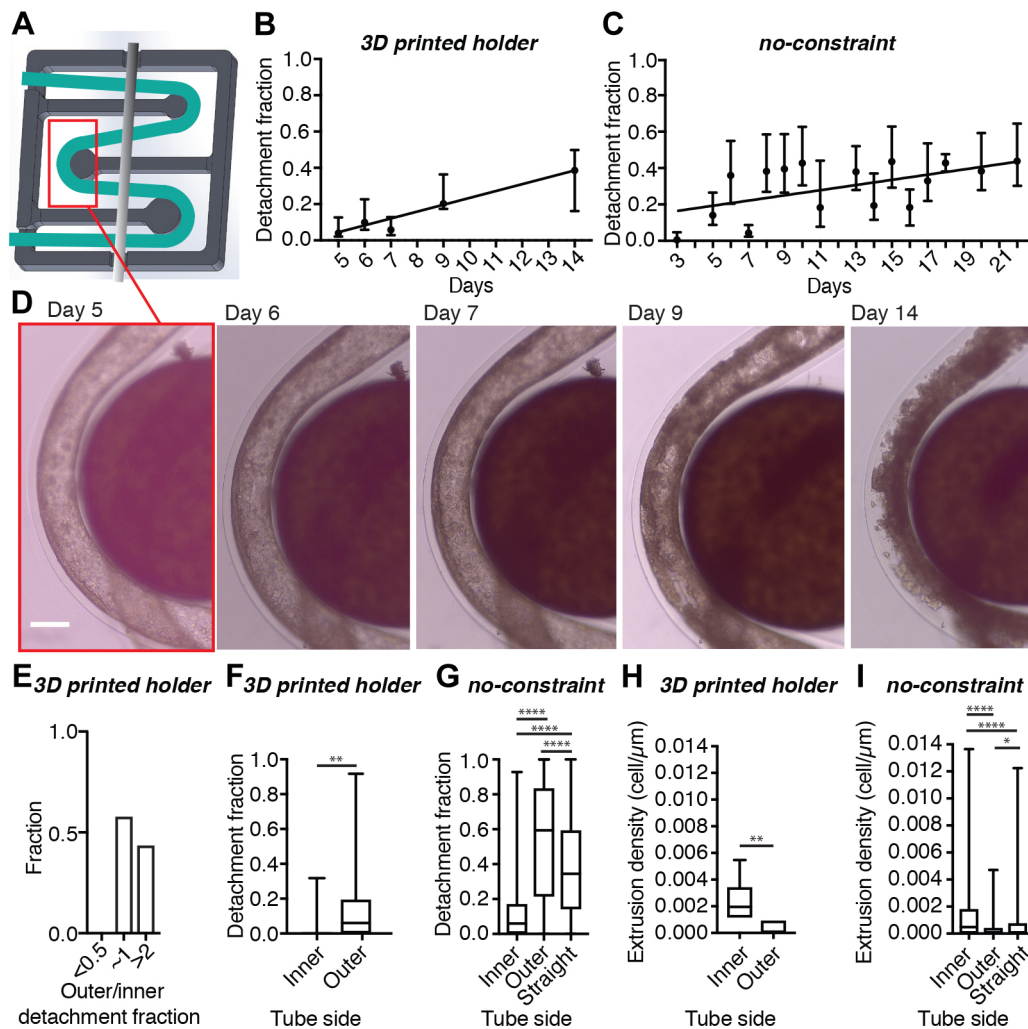 A
B
3D printed holder
Detachment fraction
1.0
0.8
0.6
0.4
0.2
0.0
5 6 7 8 9 10 11 12 13 14
Days
C
no-constraint
Detachment fraction
1.0
0.8
0.6
0.4
0.2
0.0
3 5 7 9 11 13 15 17 19 21
Days
D
Day 5
Day 6
Day 7
Day 9
Day 14
E
3D printed holder
Fraction
1.0
0.5
0.0
<0.5 ~1 >2
Outer/inner
detachment fraction
F
3D printed holder
Detachment fraction
1.0
0.8
0.6
0.4
0.2
0.0
**
Inner Outer
Tube side
G
no-constraint
Detachment fraction
1.0
0.8
0.6
0.4
0.2
0.0
****
****
****
Inner Outer Straight
Tube side
H
3D printed holder
Extrusion density (cell/µm)
0.014
0.012
0.010
0.008
0.006
0.004
0.002
0.000
**
Inner Outer
Tube side
I
no-constraint
Extrusion density (cell/µm)
0.014
0.012
0.010
0.008
0.006
0.004
0.002
0.000
****
****
*
Inner Outer Straight
Tube side